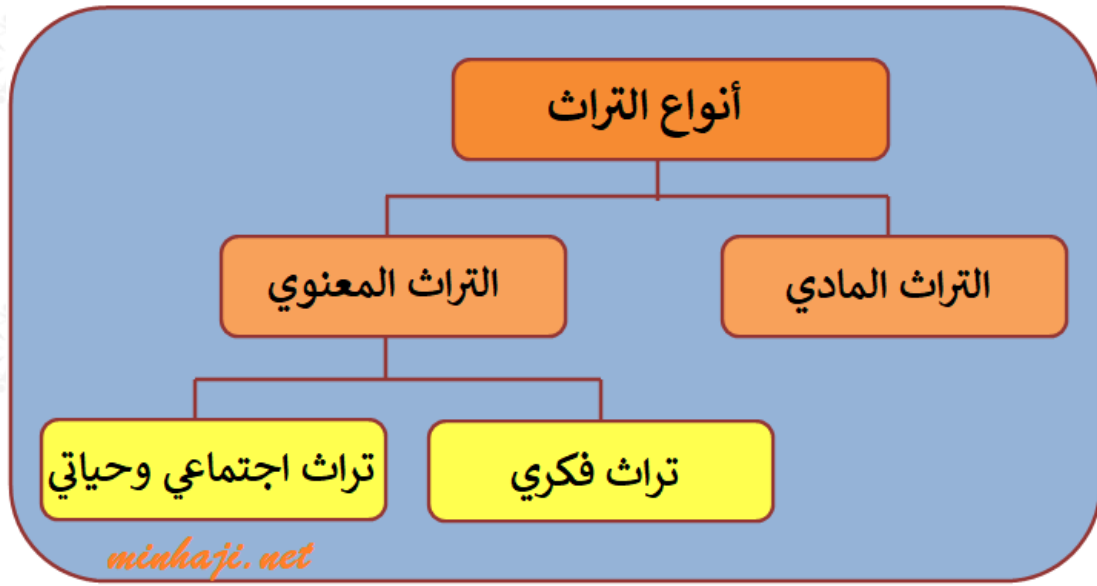 أنواع التراث
التراث المادي
التراث المعنوي
تراث فكري
تراث اجتماعي وحياتي
minhaji.net